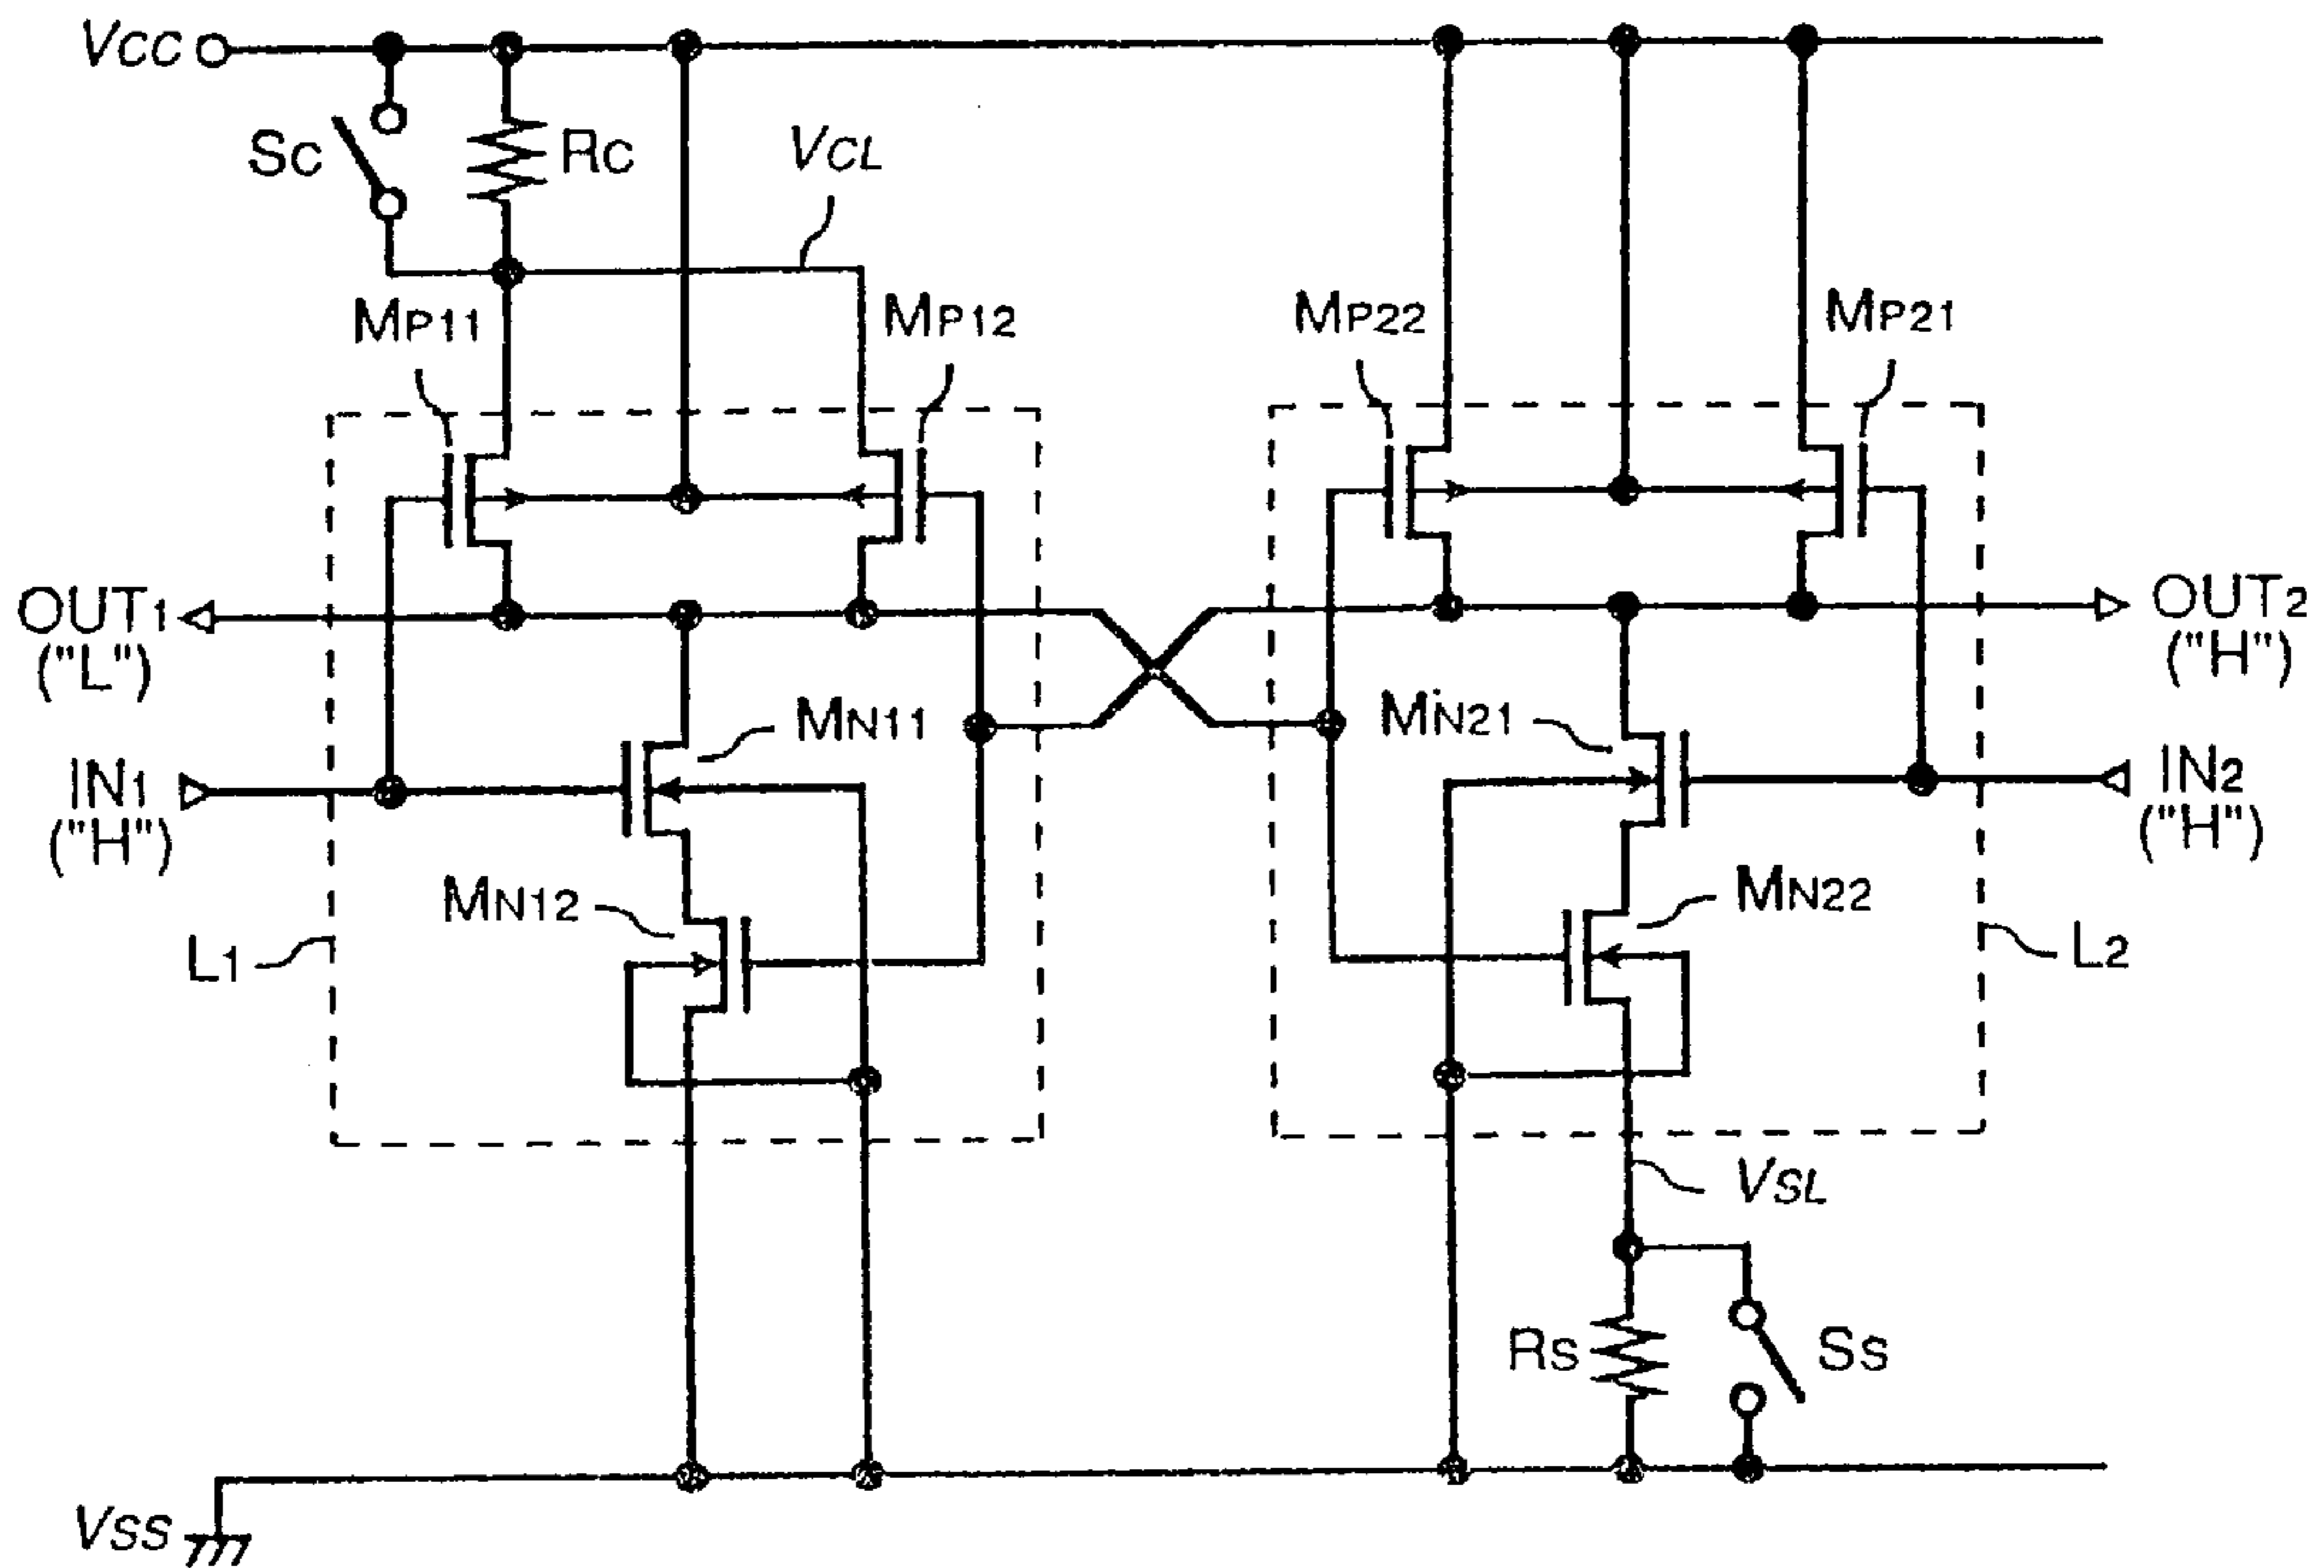 VCC
SC
RC
VCL
MP11
MP12
MP22
MP21
OUT1
("L")
OUT2
("H")
MN11
MN21
IN1
("H")
IN2
("H")
MN12
MN22
L1
L2
VSL
RS
SS
VSS